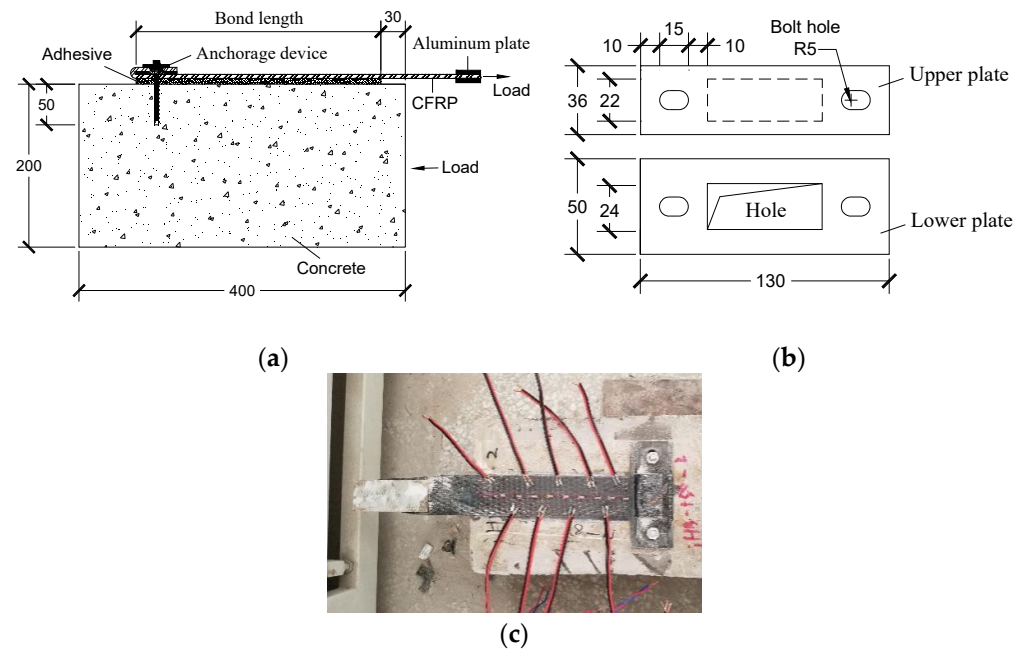 Bond length
30
Adhesive
Anchorage device
Aluminum plate
Load
CFRP
50
200
Load
Concrete
400
(a)
15
Bolt hole
10
10
R5
Upper plate
36
22
50
24
Hole
Lower plate
130
(b)
2
(c)